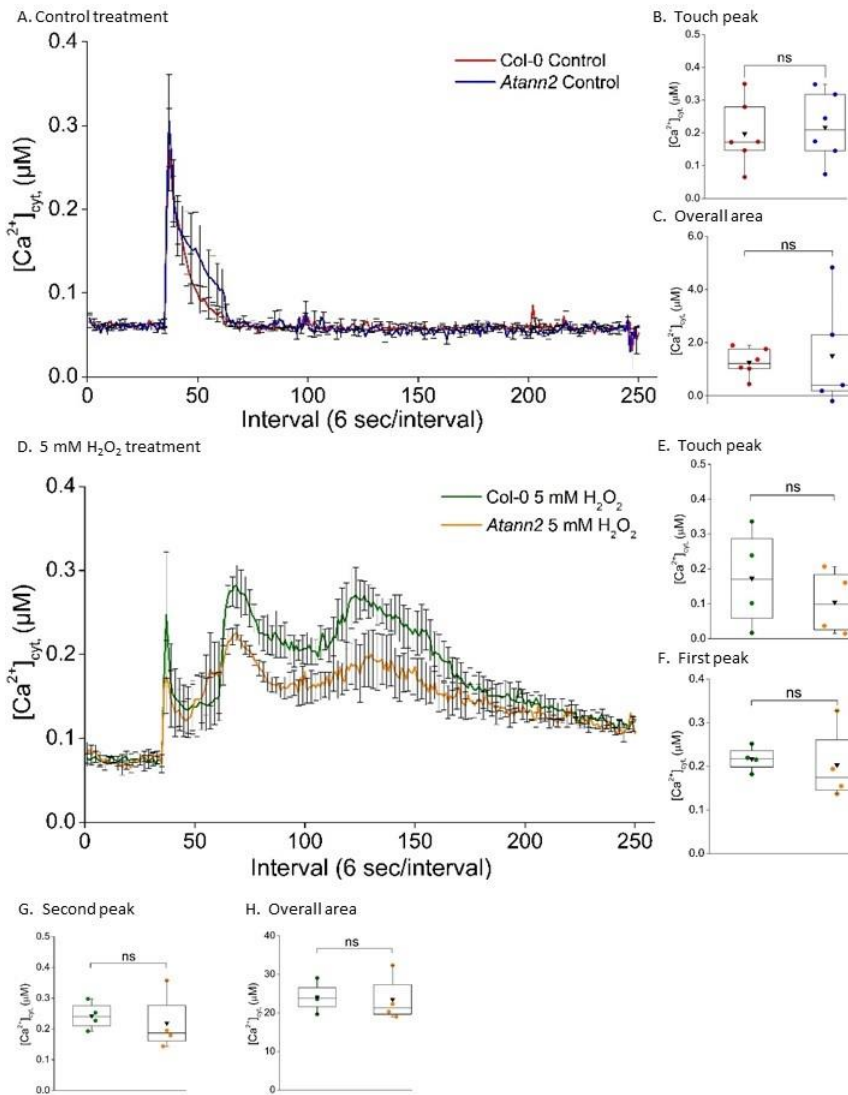 A. Control treatment
Col-0 Control
Atann2 Control
[Ca²⁺]cyt, (µM)
0.4
0.3
0.2
0.1
0.0
0 50 100 150 200 250
Interval (6 sec/interval)
B. Touch peak
ns
[Ca²⁺]cyt, (µM)
0.5
0.4
0.3
0.2
0.1
0.0
C. Overall area
ns
[Ca²⁺]cyt, (µM)
6.0
4.0
2.0
0.0
D. 5 mM H₂O₂ treatment
Col-0 5 mM H₂O₂
Atann2 5 mM H₂O₂
[Ca²⁺]cyt, (µM)
0.4
0.3
0.2
0.1
0.0
0 50 100 150 200 250
Interval (6 sec/interval)
E. Touch peak
ns
[Ca²⁺]cyt, (µM)
0.5
0.4
0.3
0.2
0.1
0.0
F. First peak
ns
[Ca²⁺]cyt, (µM)
0.4
0.3
0.2
0.1
0.0
G. Second peak
ns
[Ca²⁺]cyt, (µM)
0.5
0.4
0.3
0.2
0.1
0.0
H. Overall area
ns
[Ca²⁺]cyt, (µM)
40
30
20
10
0